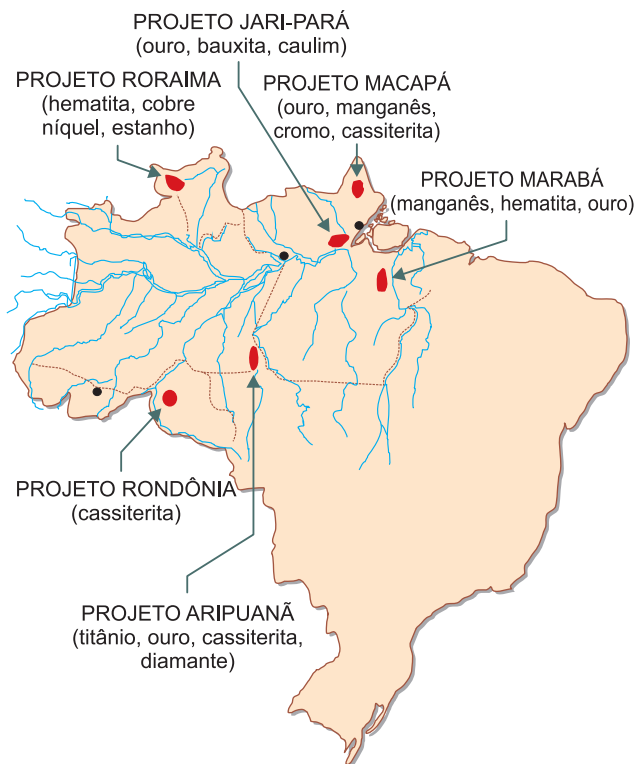 PROJETO JARI-PARÁ
(ouro, bauxita, caulim)
PROJETO RORAIMA
(hematita, cobre
níquel, estanho)
PROJETO MACAPÁ
(ouro, manganês,
cromo, cassiterita)
PROJETO MARABÁ
(manganês, hematita, ouro)
PROJETO RONDÔNIA
(cassiterita)
PROJETO ARIPUANÃ
(titânio, ouro, cassiterita,
diamante)